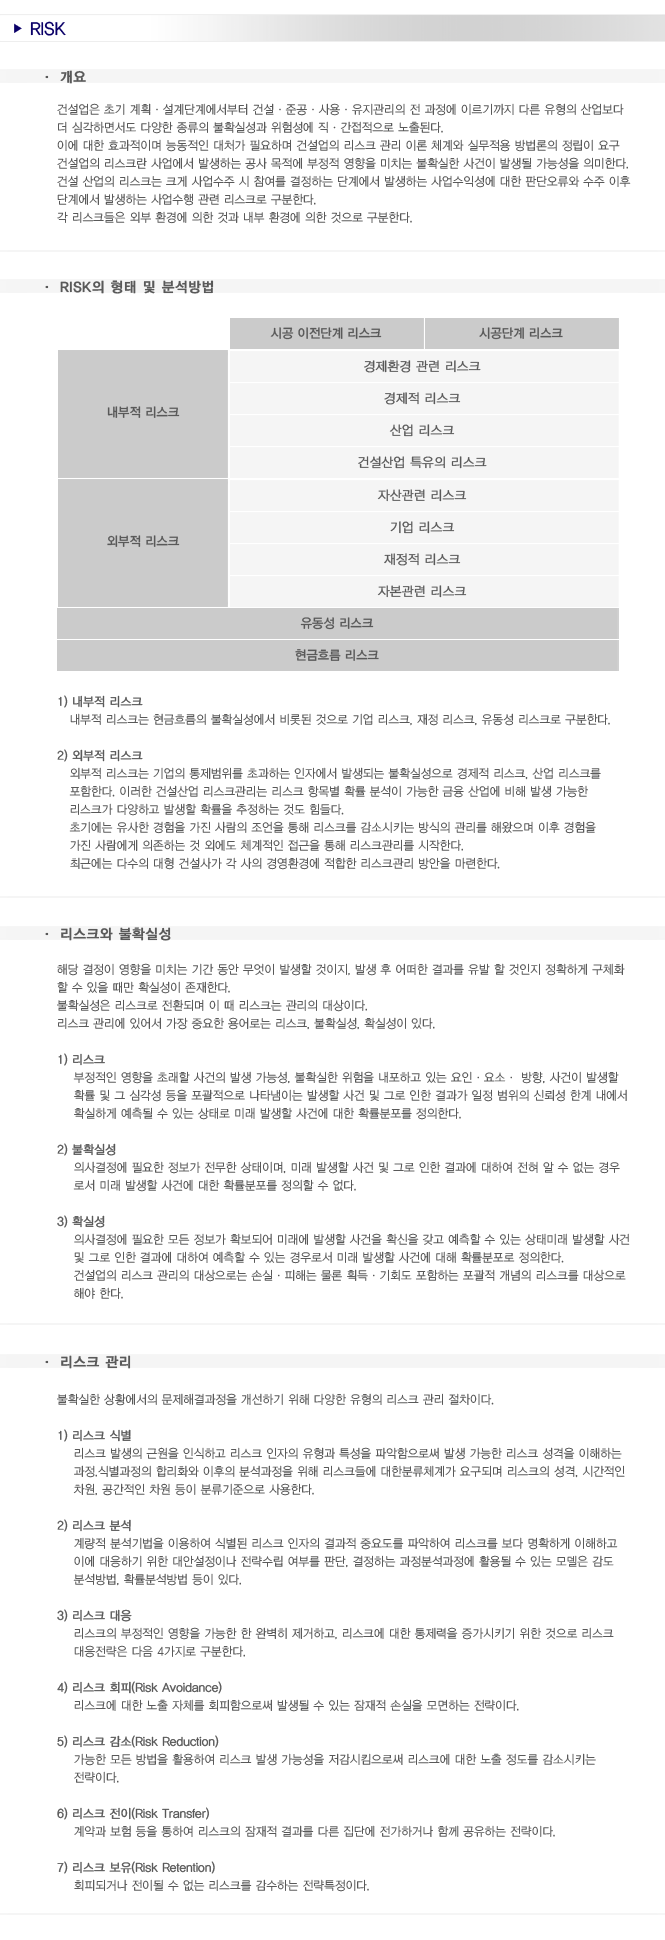 RISK
· 개요
건설업은 초기 계획 · 설계단계에서부터 건설 · 준공 · 사용 · 유지관리의 전 과정에 이르기까지 다른 유형의 산업보다
더 심각하면서도 다양한 종류의 불확실성과 위험성에 직 · 간접적으로 노출된다.
이에 대한 효과적이며 능동적인 대처가 필요하며 건설업의 리스크 관리 이론 체계와 실무적용 방법론의 정립이 요구
건설업의 리스크란 사업에서 발생하는 공사 목적에 부정적 영향을 미치는 불확실한 사건이 발생될 가능성을 의미한다.
건설 산업의 리스크는 크게 사업수주 시 참여를 결정하는 단계에서 발생하는 사업수익성에 대한 판단오류와 수주 이후
단계에서 발생하는 사업수행 관련 리스크로 구분한다.
각 리스크들은 외부 환경에 의한 것과 내부 환경에 의한 것으로 구분한다.
· RISK의 형태 및 분석방법
시공 이전단계 리스크 시공단계 리스크
내부적 리스크
경제환경 관련 리스크
경제적 리스크
산업 리스크
건설산업 특유의 리스크
외부적 리스크
자산관련 리스크
기업 리스크
재정적 리스크
자본관련 리스크
유동성 리스크
현금흐름 리스크
1) 내부적 리스크
내부적 리스크는 현금흐름의 불확실성에서 비롯된 것으로 기업 리스크, 재정 리스크, 유동성 리스크로 구분한다.
2) 외부적 리스크
외부적 리스크는 기업의 통제범위를 초과하는 인자에서 발생되는 불확실성으로 경제적 리스크, 산업 리스크를
포함한다. 이러한 건설산업 리스크관리는 리스크 항목별 확률 분석이 가능한 금융 산업에 비해 발생 가능한
리스크가 다양하고 발생할 확률을 추정하는 것도 힘들다.
초기에는 유사한 경험을 가진 사람의 조언을 통해 리스크를 감소시키는 방식의 관리를 해왔으며 이후 경험을
가진 사람에게 의존하는 것 외에도 체계적인 접근을 통해 리스크관리를 시작한다.
최근에는 다수의 대형 건설사가 각 사의 경영환경에 적합한 리스크관리 방안을 마련한다.
· 리스크와 불확실성
해당 결정이 영향을 미치는 기간 동안 무엇이 발생할 것이지, 발생 후 어떠한 결과를 유발 할 것인지 정확하게 구체화
할 수 있을 때만 확실성이 존재한다.
불확실성은 리스크로 전환되며 이 때 리스크는 관리의 대상이다.
리스크 관리에 있어서 가장 중요한 용어로는 리스크, 불확실성, 확실성이 있다.
1) 리스크
부정적인 영향을 초래할 사건의 발생 가능성, 불확실한 위험을 내포하고 있는 요인 · 요소 · 방향, 사건이 발생할
확률 및 그 심각성 등을 포괄적으로 나타냄이는 발생할 사건 및 그로 인한 결과가 일정 범위의 신뢰성 한계 내에서
확실하게 예측될 수 있는 상태로 미래 발생할 사건에 대한 확률분포를 정의한다.
2) 불확실성
의사결정에 필요한 정보가 전무한 상태이며, 미래 발생할 사건 및 그로 인한 결과에 대하여 전혀 알 수 없는 경우
로서 미래 발생할 사건에 대한 확률분포를 정의할 수 없다.
3) 확실성
의사결정에 필요한 모든 정보가 확보되어 미래에 발생할 사건을 확신을 갖고 예측할 수 있는 상태미래 발생할 사건
및 그로 인한 결과에 대하여 예측할 수 있는 경우로서 미래 발생할 사건에 대해 확률분포로 정의한다.
건설업의 리스크 관리의 대상으로는 손실 · 피해는 물론 획득 · 기회도 포함하는 포괄적 개념의 리스크를 대상으로
해야 한다.
· 리스크 관리
불확실한 상황에서의 문제해결과정을 개선하기 위해 다양한 유형의 리스크 관리 절차이다.
1) 리스크 식별
리스크 발생의 근원을 인식하고 리스크 인자의 유형과 특성을 파악함으로써 발생 가능한 리스크 성격을 이해하는
과정.식별과정의 합리화와 이후의 분석과정을 위해 리스크들에 대한분류체계가 요구되며 리스크의 성격, 시간적인
차원, 공간적인 차원 등이 분류기준으로 사용한다.
2) 리스크 분석
계량적 분석기법을 이용하여 식별된 리스크 인자의 결과적 중요도를 파악하여 리스크를 보다 명확하게 이해하고
이에 대응하기 위한 대안설정이나 전략수립 여부를 판단, 결정하는 과정분석과정에 활용될 수 있는 모델은 감도
분석방법, 확률분석방법 등이 있다.
3) 리스크 대응
리스크의 부정적인 영향을 가능한 한 완벽히 제거하고, 리스크에 대한 통제력을 증가시키기 위한 것으로 리스크
대응전략은 다음 4가지로 구분한다.
4) 리스크 회피(Risk Avoidance)
리스크에 대한 노출 자체를 회피함으로써 발생될 수 있는 잠재적 손실을 모면하는 전략이다.
5) 리스크 감소(Risk Reduction)
가능한 모든 방법을 활용하여 리스크 발생 가능성을 저감시킴으로써 리스크에 대한 노출 정도를 감소시키는
전략이다.
6) 리스크 전이(Risk Transfer)
계약과 보험 등을 통하여 리스크의 잠재적 결과를 다른 집단에 전가하거나 함께 공유하는 전략이다.
7) 리스크 보유(Risk Retention)
회피되거나 전이될 수 없는 리스크를 감수하는 전략특정이다.